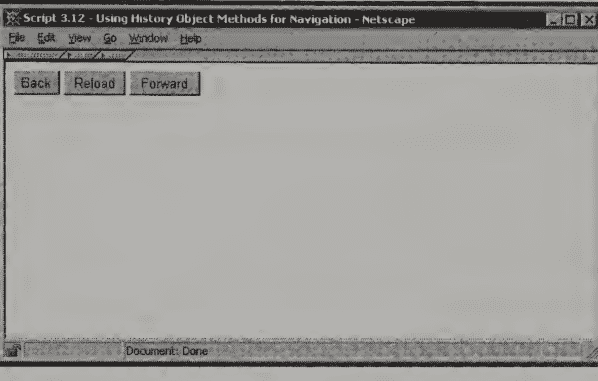 Script 3.12 - Using History Object Methods for Navigation - Netscape
File Edit View Go Window Help
Back Reload Forward
Document: Done